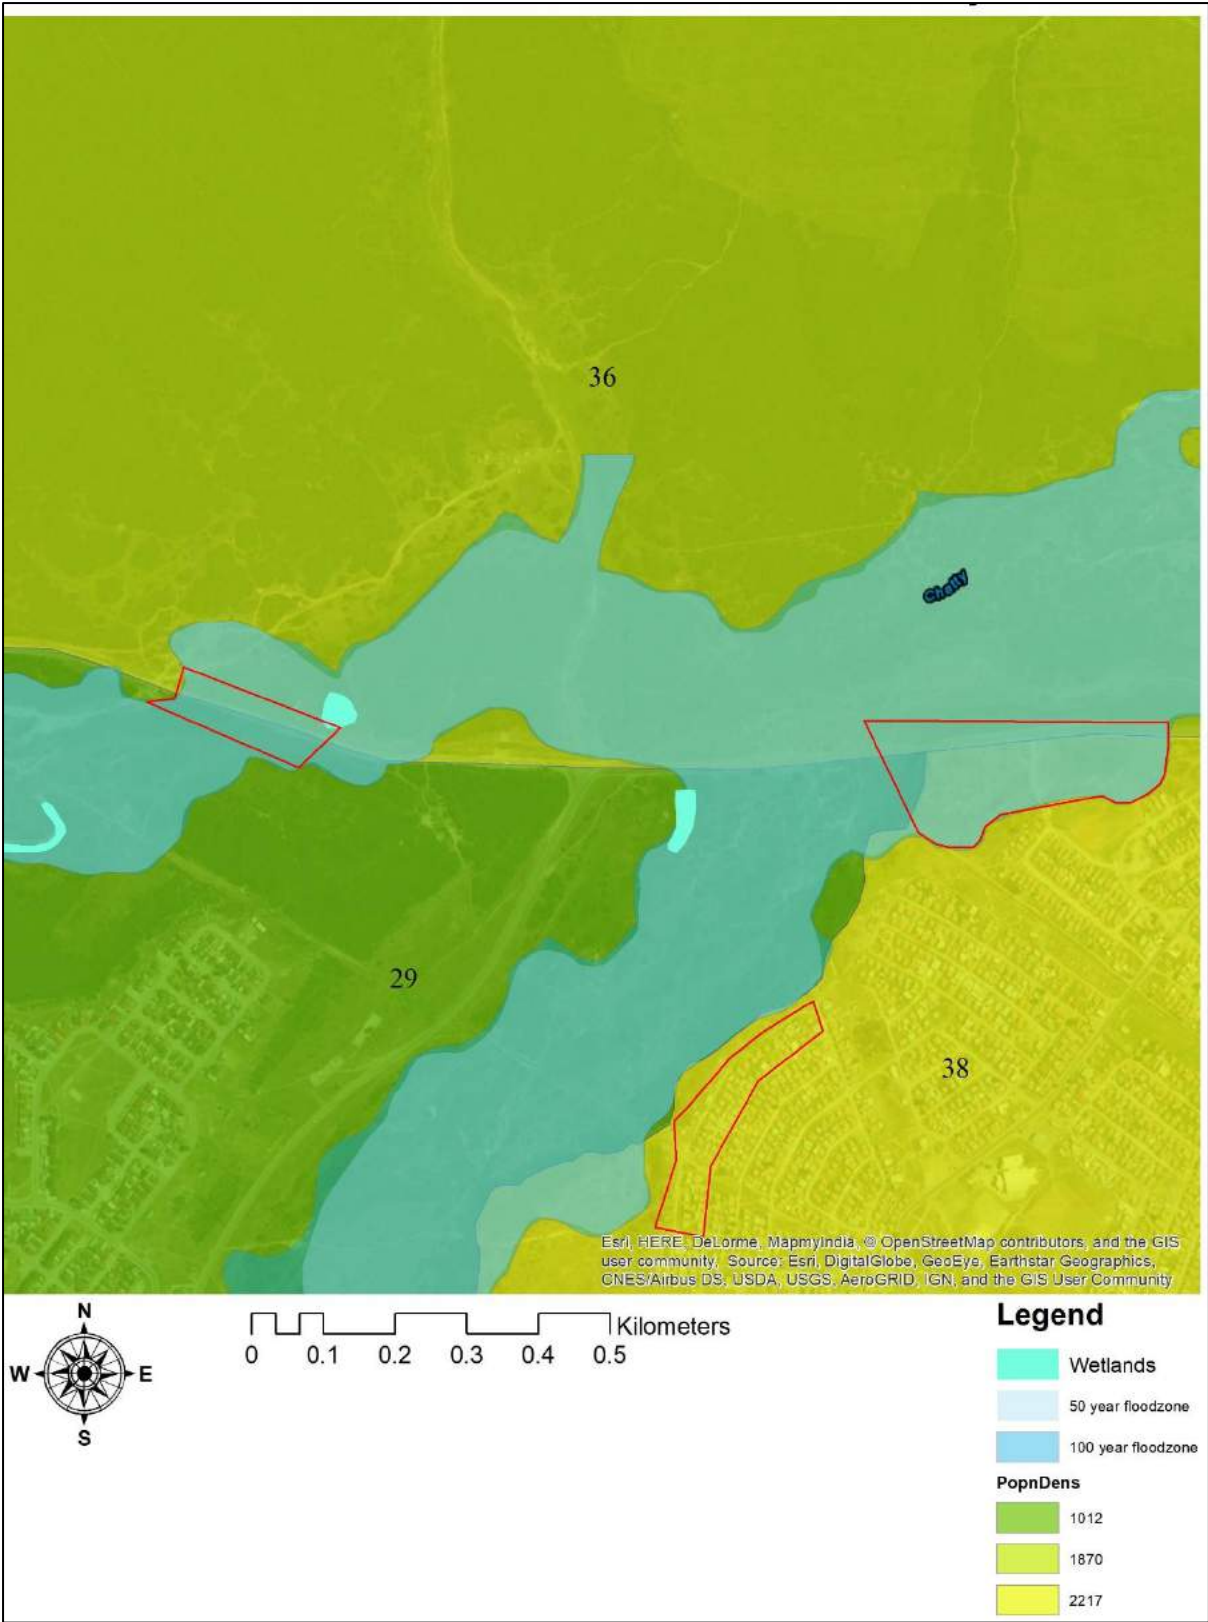 36
Chatty
29
38
Esri, HERE, DeLorme, MapmyIndia, © OpenStreetMap contributors, and the GIS
user community, Source: Esri, DigitalGlobe, GeoEye, Earthstar Geographics,
CNES/Airbus DS, USDA, USGS, AeroGRID, IGN, and the GIS User Community
N
W E
S
Kilometers
0 0.1 0.2 0.3 0.4 0.5
Legend
Wetlands
50 year floodzone
100 year floodzone
PopnDens
1012
1870
2217